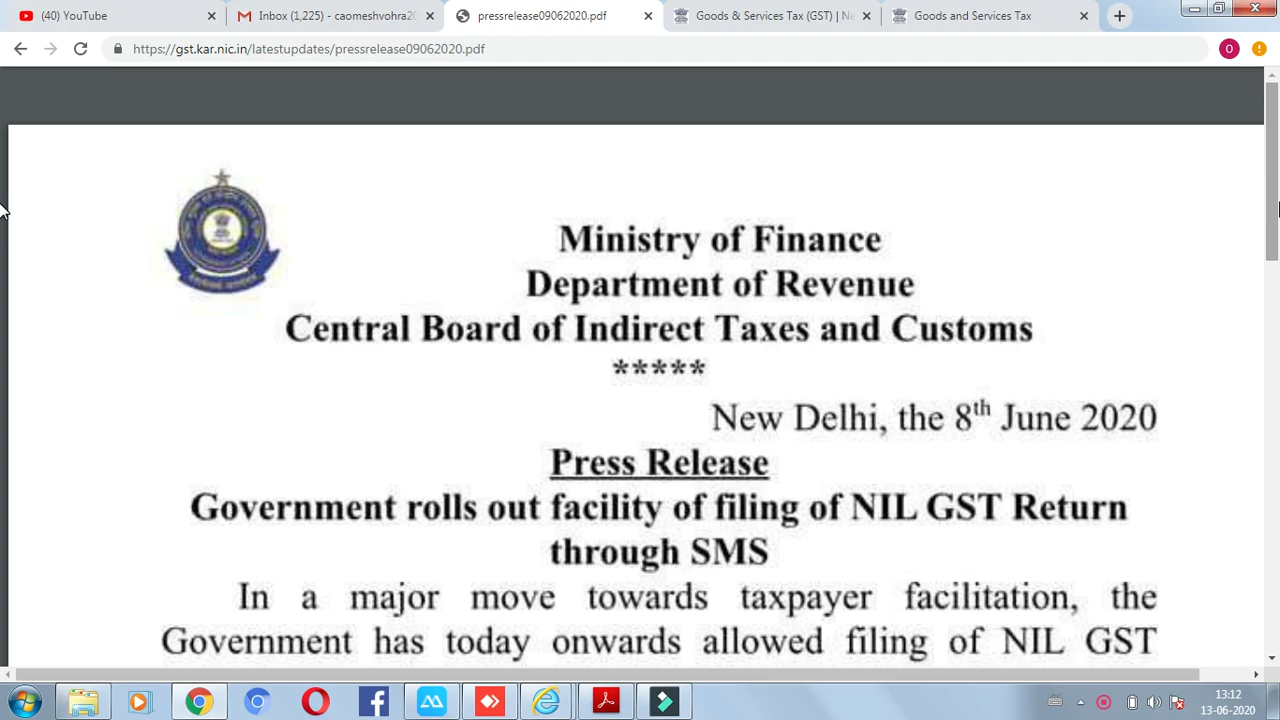 (40) YouTube
Inbox (1,225) - caomeshvohra.
pressrelease09062020.pdf
Goods & Services Tax (GST) | Ne
Goods and Services Tax
https://gst.kar.nic.in/latestupdates/pressrelease09062020.pdf
O
Ministry of Finance
Department of Revenue
Central Board of Indirect Taxes and Customs
*****
New Delhi, the 8th June 2020
Press Release
Government rolls out facility of filing of NIL GST Return
through SMS
In a major move towards taxpayer facilitation, the
Government has today onwards allowed filing of NIL GST
13:12
13-06-2020